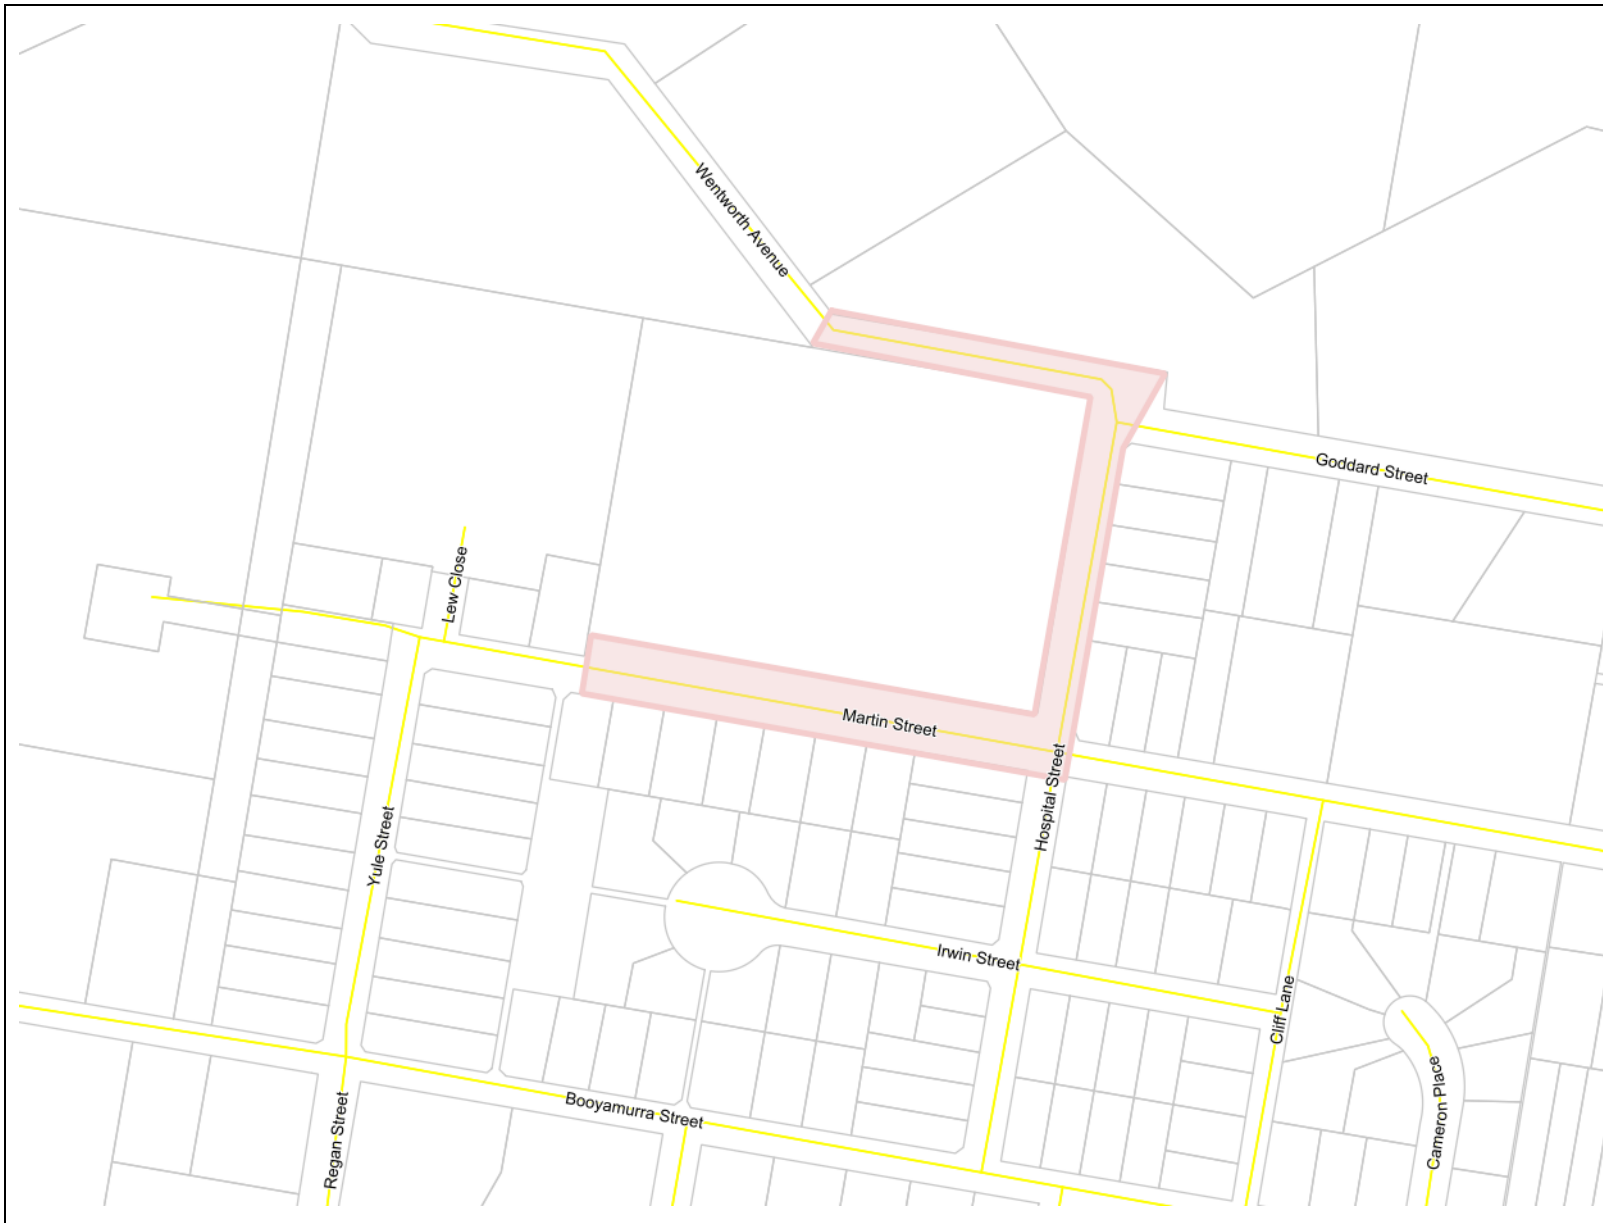 Wentworth Avenue
Goddard Street
Lew Close
Martin Street
Hospital Street
Yule Street
Irwin Street
Cliff Lane
Cameron Place
Booyamurra Street
Regan Street